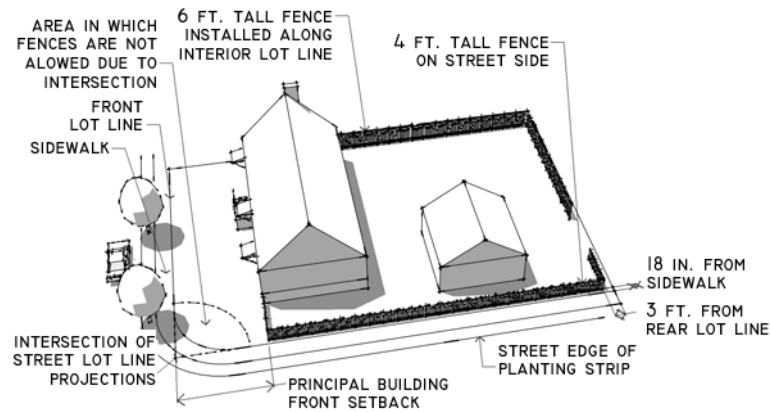 AREA IN WHICH
FENCES ARE NOT
ALOWED DUE TO
INTERSECTION
6 FT. TALL FENCE
INSTALLED ALONG
INTERIOR LOT LINE
4 FT. TALL FENCE
ON STREET SIDE
FRONT
LOT LINE
SIDEWALK
18 IN. FROM
SIDEWALK
3 FT. FROM
REAR LOT LINE
INTERSECTION OF
STREET LOT LINE
PROJECTIONS
STREET EDGE OF
PLANTING STRIP
PRINCIPAL BUILDING
FRONT SETBACK